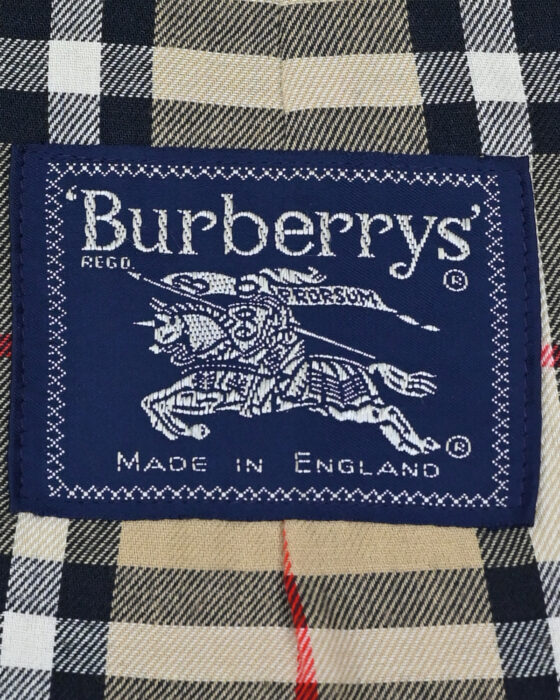 'Burberrys'
REGD. ®
PRORSUM
®
MADE IN ENGLAND